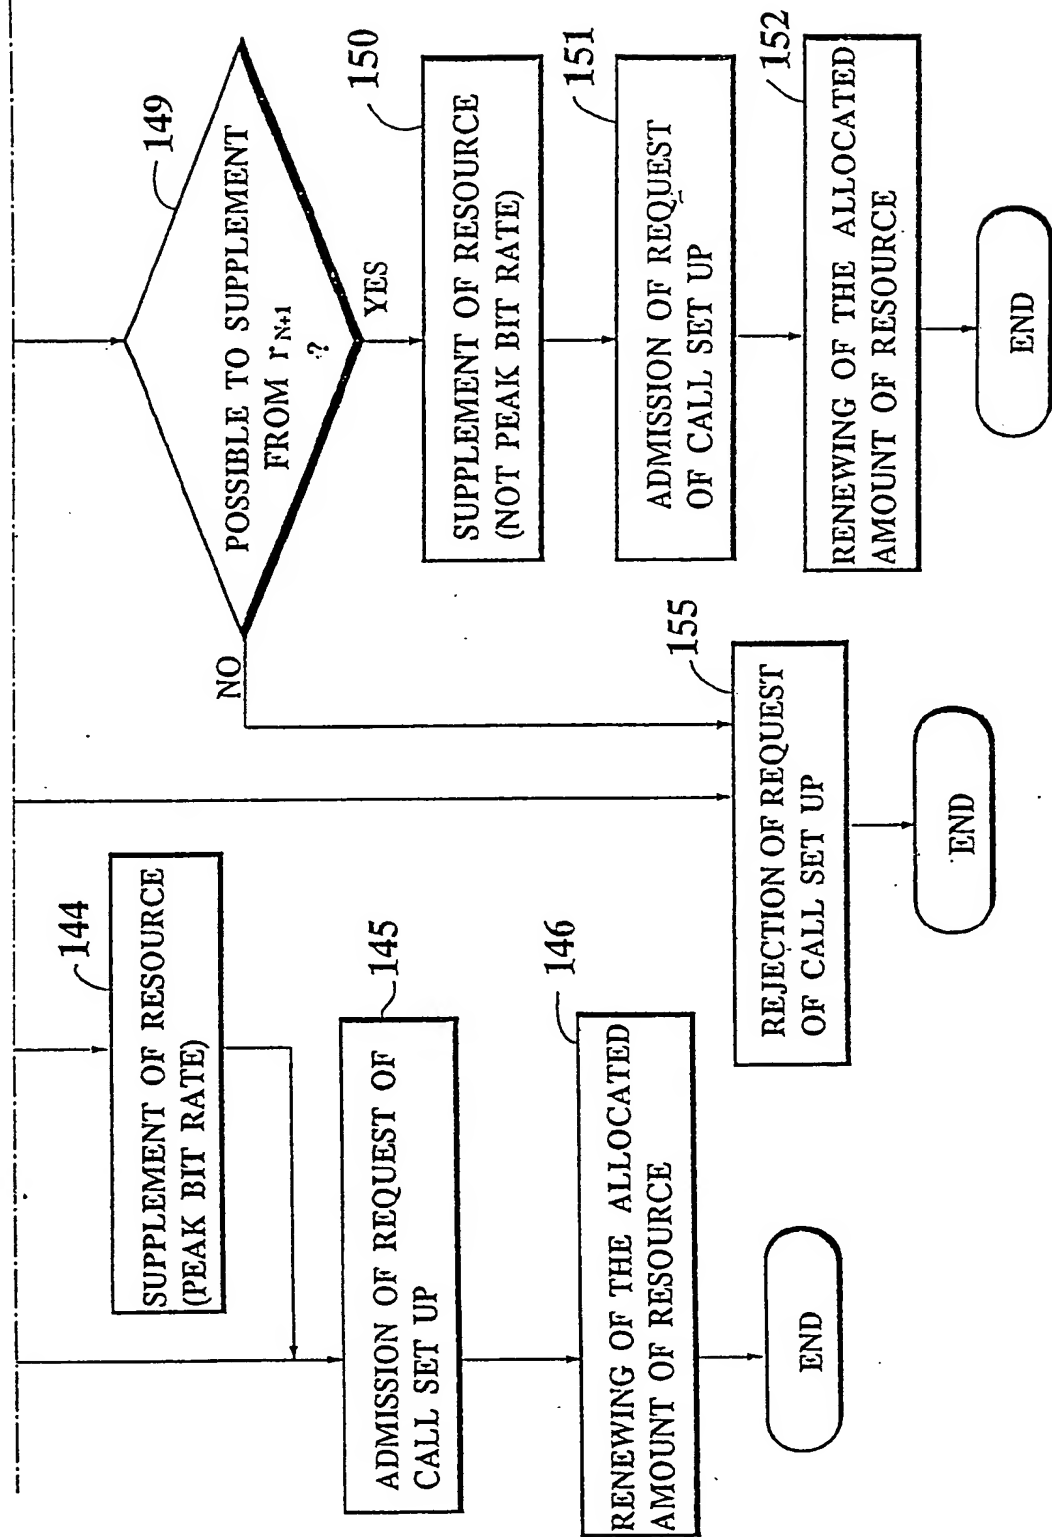 149
POSSIBLE TO SUPPLEMENT
FROM rN+1
?
NO
YES
150
SUPPLEMENT OF RESOURCE
(NOT PEAK BIT RATE)
151
ADMISSION OF REQUEST
OF CALL SET UP
152
RENEWING OF THE ALLOCATED
AMOUNT OF RESOURCE
END
144
SUPPLEMENT OF RESOURCE
(PEAK BIT RATE)
145
ADMISSION OF REQUEST OF
CALL SET UP
146
RENEWING OF THE ALLOCATED
AMOUNT OF RESOURCE
END
155
REJECTION OF REQUEST
OF CALL SET UP
END